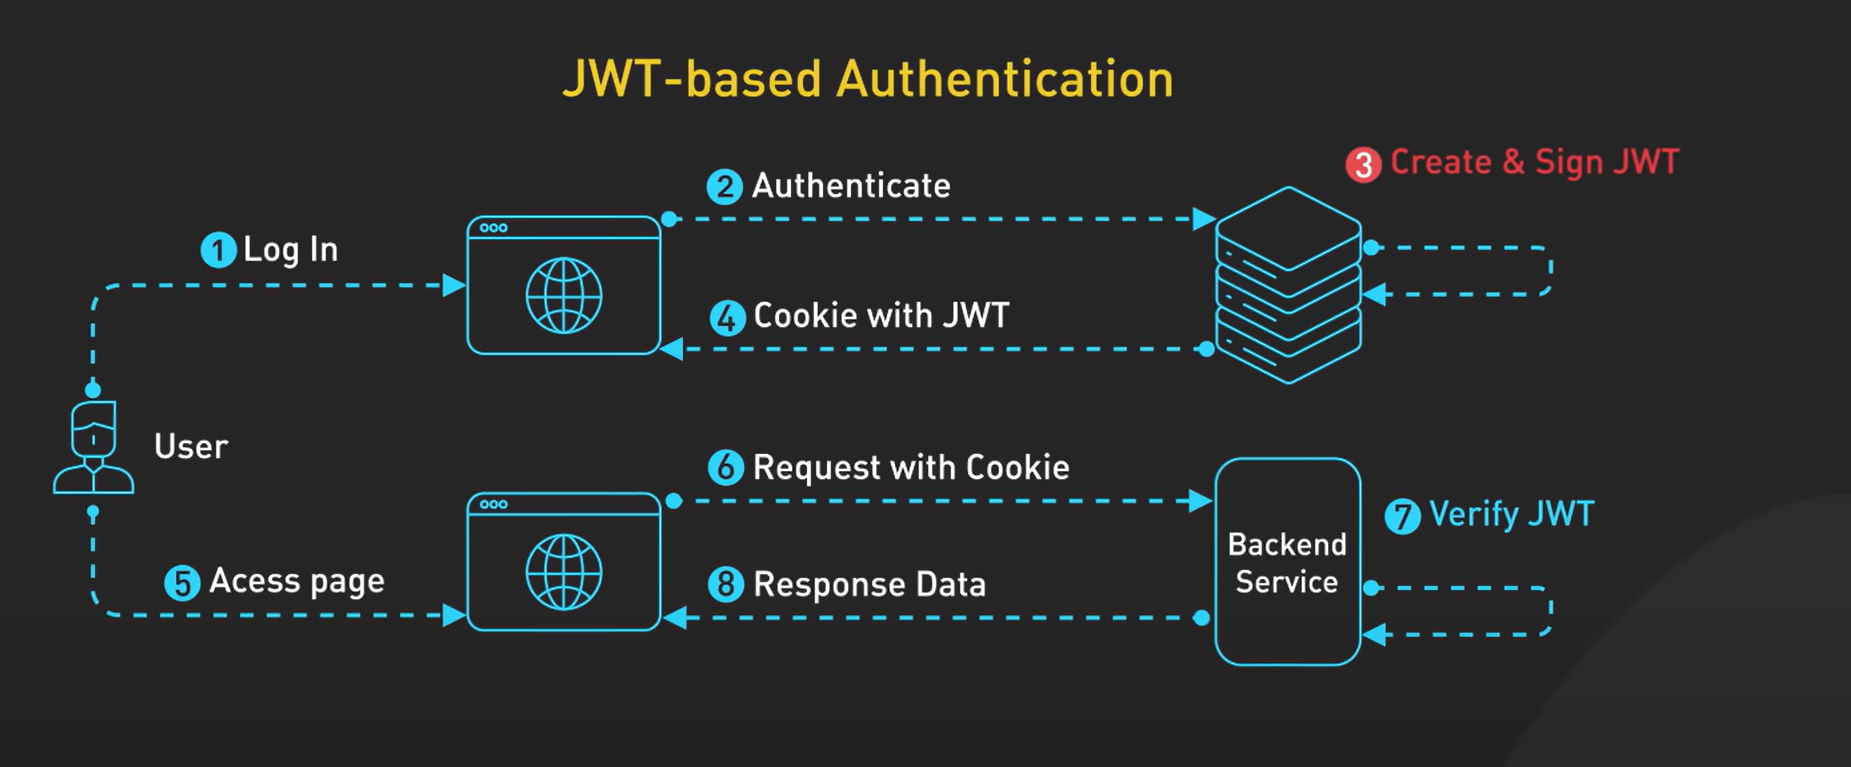 JWT-based Authentication
3 Create & Sign JWT
2 Authenticate
1 Log In
4 Cookie with JWT
User
6 Request with Cookie
7 Verify JWT
Backend
Service
5 Acess page
8 Response Data